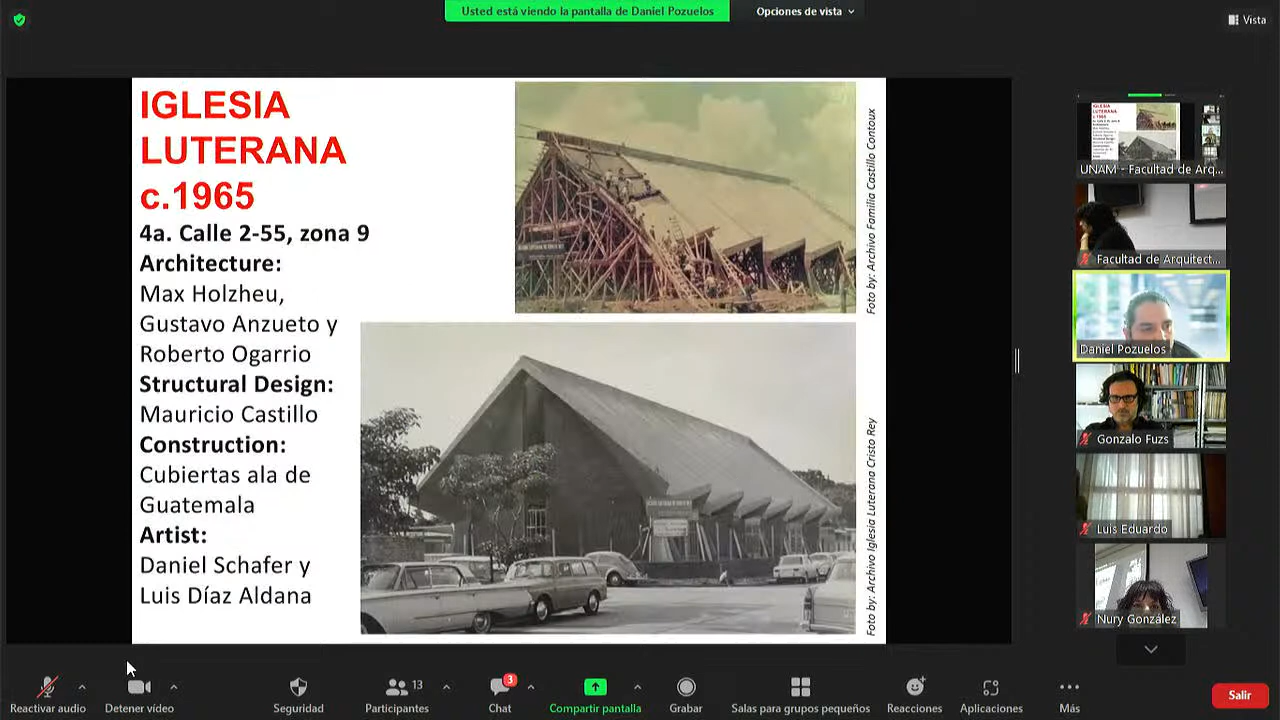 Usted está viendo la pantalla de Daniel Pozuelos
Opciones de vista
Vista
IGLESIA
LUTERANA
c.1965
4a. Calle 2-55, zona 9
Architecture:
Max Holzheu,
Gustavo Anzueto y
Roberto Ogarrio
Structural Design:
Mauricio Castillo
Construction:
Cubiertas ala de
Guatemala
Artist:
Daniel Schafer y
Luis Díaz Aldana
Foto by: Archivo Familia Castillo Contoux
Foto by: Archivo Iglesia Luterana Cristo Rey
UNAM - Facultad de Arq...
Facultad de Arquitect...
Daniel Pozuelos
Gonzalo Fuzs
Luis Eduardo
Nury González
Reactivar audio
Detener vídeo
Seguridad
13
Participantes
3
Chat
Compartir pantalla
Grabar
Salas para grupos pequeños
Reacciones
Aplicaciones
Más
Salir